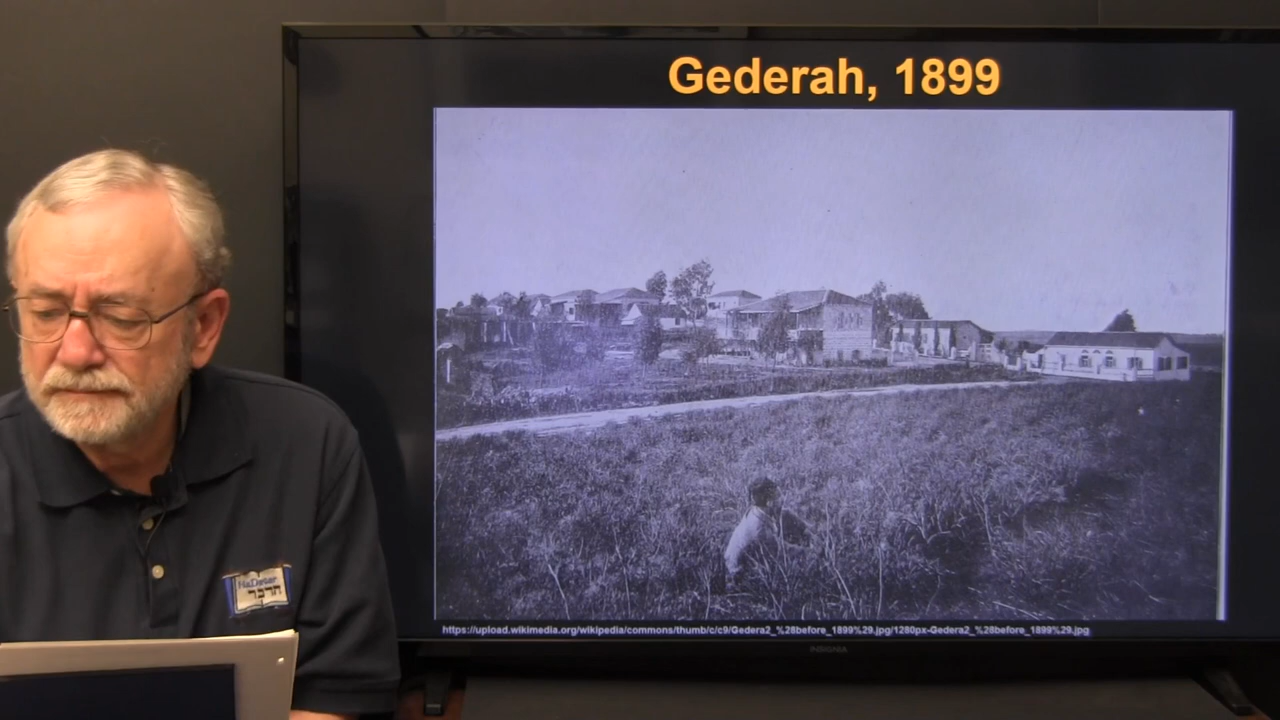 Gederah, 1899
HaDavar
הדבר
https://upload.wikimedia.org/wikipedia/commons/thumb/c/c9/Gedera2_%28before_1899%29.jpg/1280px-Gedera2_%28before_1899%29.jpg
INSIGNIA